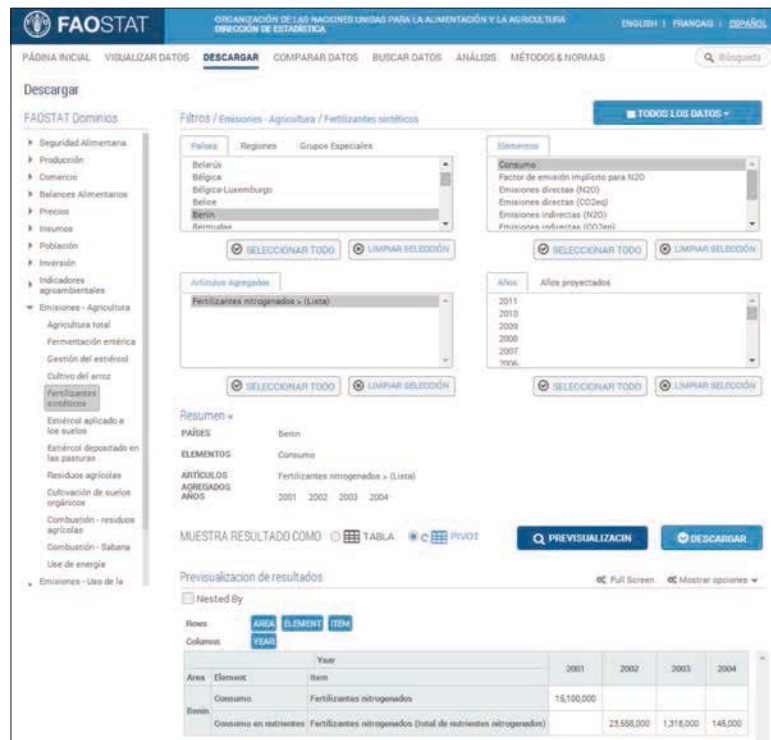 FAOSTAT
ORGANIZACIÓN DE LAS NACIONES UNIDAS PARA LA ALIMENTACIÓN Y LA AGRICULTURA
DIRECCIÓN DE ESTADÍSTICA
ENGLISH | FRANÇAIS | ESPAÑOL
PÁGINA INICIAL VISUALIZAR DATOS DESCARGAR COMPARAR DATOS BUSCAR DATOS ANÁLISIS MÉTODOS & NORMAS Búsqueda
Descargar
FAOSTAT Dominios
Seguridad Alimentaria
Producción
Comercio
Balances Alimentarios
Precios
Insumos
Población
Inversión
Indicadores
agroambientales
Emisiones - Agricultura
Agricultura total
Fermentación entérica
Gestión del estiércol
Cultivo del arroz
Fertilizantes
sintéticos
Estiércol aplicado a
los suelos
Estiércol depositado en
las pasturas
Residuos agrícolas
Cultivación de suelos
orgánicos
Combustión - residuos
agrícolas
Combustión - Sabana
Uso de energía
Emisiones - Uso de la
Filtros / Emisiones - Agricultura / Fertilizantes sintéticos
TODOS LOS DATOS
Países Regiones Grupos Especiales
Belarús
Bélgica
Bélgica-Luxemburgo
Belice
Benin
Bermudas
SELECCIONAR TODO LIMPIAR SELECCIÓN
Elementos
Consumo
Factor de emisión implícito para N2O
Emisiones directas (N2O)
Emisiones directas (CO2eq)
Emisiones indirectas (N2O)
Emisiones indirectas (CO2eq)
SELECCIONAR TODO LIMPIAR SELECCIÓN
Artículos Agregados
Fertilizantes nitrogenados > (Lista)
SELECCIONAR TODO LIMPIAR SELECCIÓN
Años Años proyectados
2011
2010
2009
2008
2007
2006
SELECCIONAR TODO LIMPIAR SELECCIÓN
Resumen
PAÍSES Benin
ELEMENTOS Consumo
ARTÍCULOS
AGREGADOS Fertilizantes nitrogenados > (Lista)
AÑOS 2001 2002 2003 2004
MUESTRA RESULTADO COMO TABLA PIVOT
PREVISUALIZACIN DESCARGAR
Previsualizacion de resultados Full Screen Mostrar opciones
Nested By
Rows AREA ELEMENT ITEM
Columns YEAR
Year 2001 2002 2003 2004
Area Element Item
Benin
Consumo Fertilizantes nitrogenados 15,100,000
Consumo en nutrientes Fertilizantes nitrogenados (total de nutrientes nitrogenados) 23,558,000 1,318,000 145,000